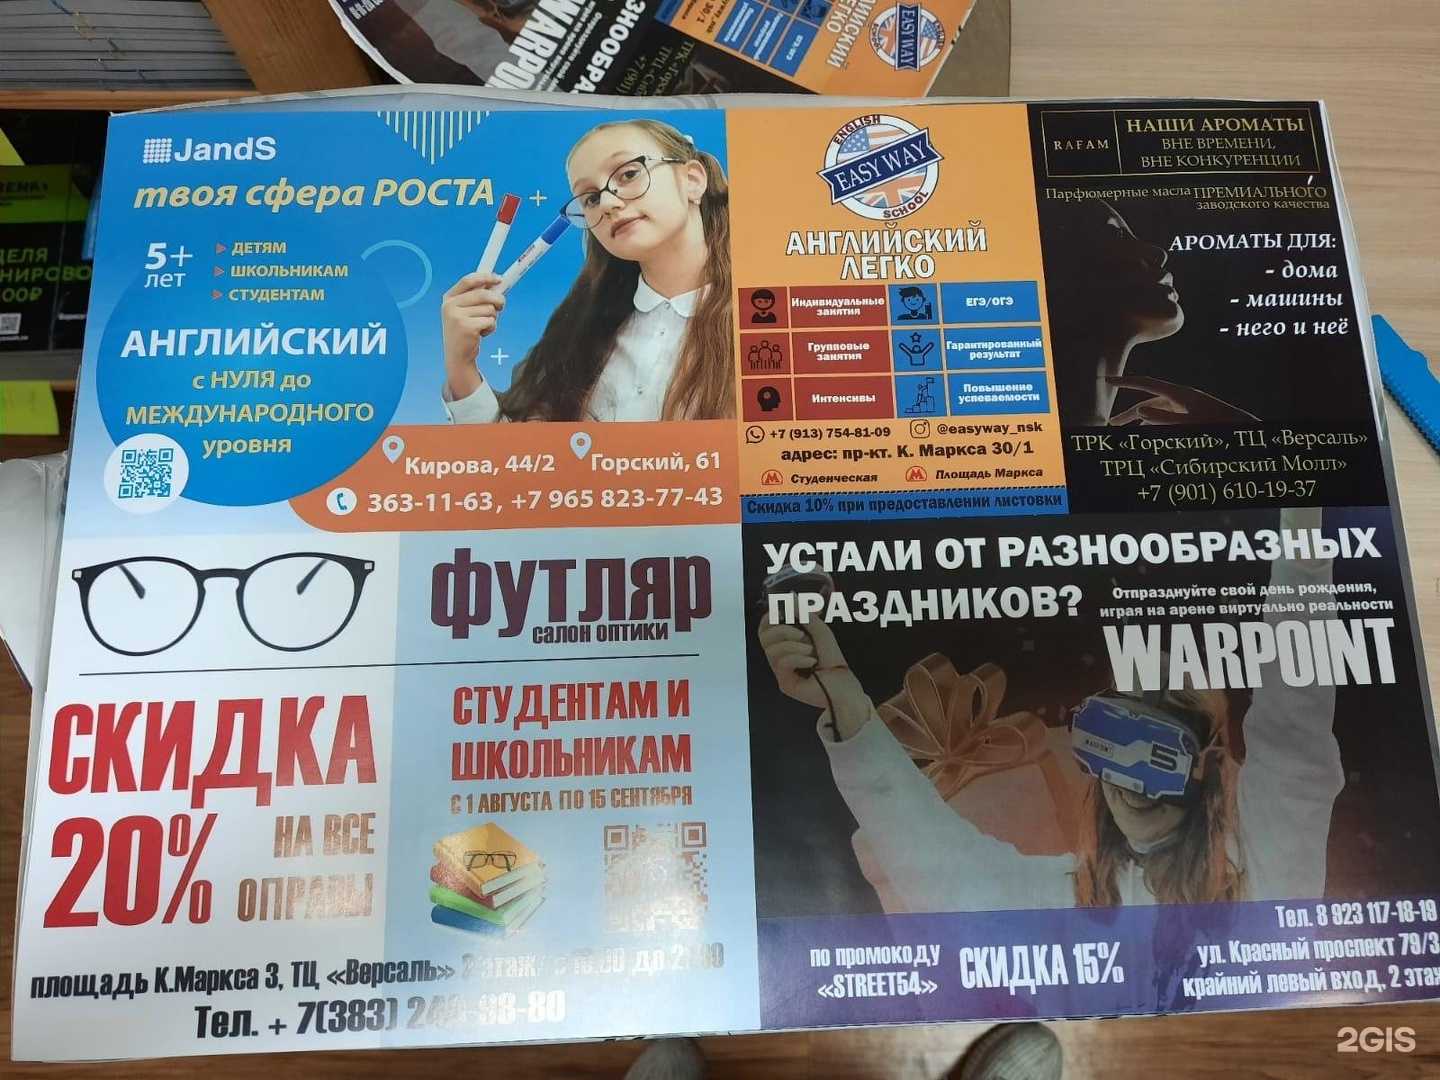 JandS
твоя сфера РОСТА
5+
лет
ДЕТЯМ
ШКОЛЬНИКАМ
СТУДЕНТАМ
АНГЛИЙСКИЙ
с НУЛЯ до
МЕЖДУНАРОДНОГО
уровня
Кирова, 44/2
Горский, 61
363-11-63, +7 965 823-77-43
ENGLISH
EASY WAY
SCHOOL
АНГЛИЙСКИЙ
ЛЕГКО
Индивидуальные
занятия
ЕГЭ/ОГЭ
Групповые
занятия
Гарантированный
результат
Интенсивы
Повышение
успеваемости
+7 (913) 754-81-09
@easyway_nsk
адрес: пр-кт. К. Маркса 30/1
Студенческая
Площадь Маркса
Скидка 10% при предоставлении листовки
RAFAM
НАШИ АРОМАТЫ
ВНЕ ВРЕМЕНИ,
ВНЕ КОНКУРЕНЦИИ
Парфюмерные масла ПРЕМИАЛЬНОГО
заводского качества
АРОМАТЫ ДЛЯ:
- дома
- машины
- него и неё
ТРК «Горский», ТЦ «Версаль»
ТРЦ «Сибирский Молл»
+7 (901) 610-19-37
футляр
салон оптики
СКИДКА
20%
НА ВСЕ
ОПРАВЫ
СТУДЕНТАМ И
ШКОЛЬНИКАМ
С 1 АВГУСТА ПО 15 СЕНТЯБРЯ
площадь К.Маркса 3, ТЦ «Версаль»
Тел. + 7(383)
УСТАЛИ ОТ РАЗНООБРАЗНЫХ
ПРАЗДНИКОВ?
Отпразднуйте свой день рождения,
играя на арене виртуально реальности
WARPOINT
WARPOINT
5
по промокоду
«STREET54»
СКИДКА 15%
Тел. 8 923 117-18-19
ул. Красный проспект 79/3
крайний левый вход, 2 этаж
2GIS